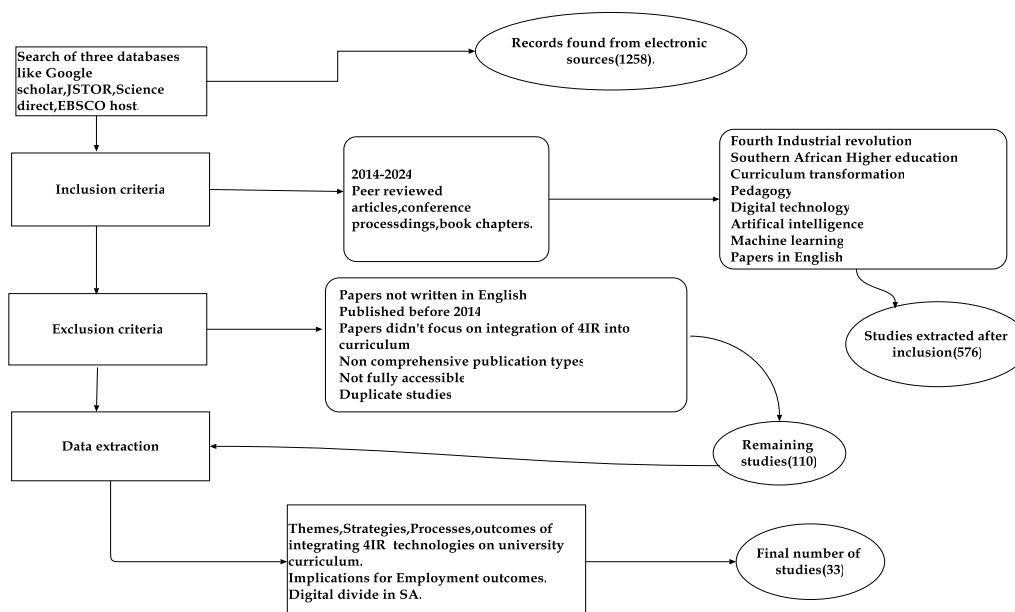 Search of three databases
like Google
scholar,JSTOR,Science
direct,EBSCO host.
Records found from electronic
sources(1258).
Inclusion criteria
2014-2024
Peer reviewed
articles,conference
processdings,book chapters.
Fourth Industrial revolution
Southern African Higher education
Curriculum transformation
Pedagogy
Digital technology
Artifical intelligence
Machine learning
Papers in English
Studies extracted after
inclusion(576)
Exclusion criteria
Papers not written in English
Published before 2014
Papers didn't focus on integration of 4IR into
curriculum
Non comprehensive publication types
Not fully accessible
Duplicate studies
Remaining
studies(110)
Data extraction
Themes,Strategies,Processes,outcomes of
integrating 4IR technologies on university
curriculum.
Implications for Employment outcomes.
Digital divide in SA.
Final number of
studies(33)